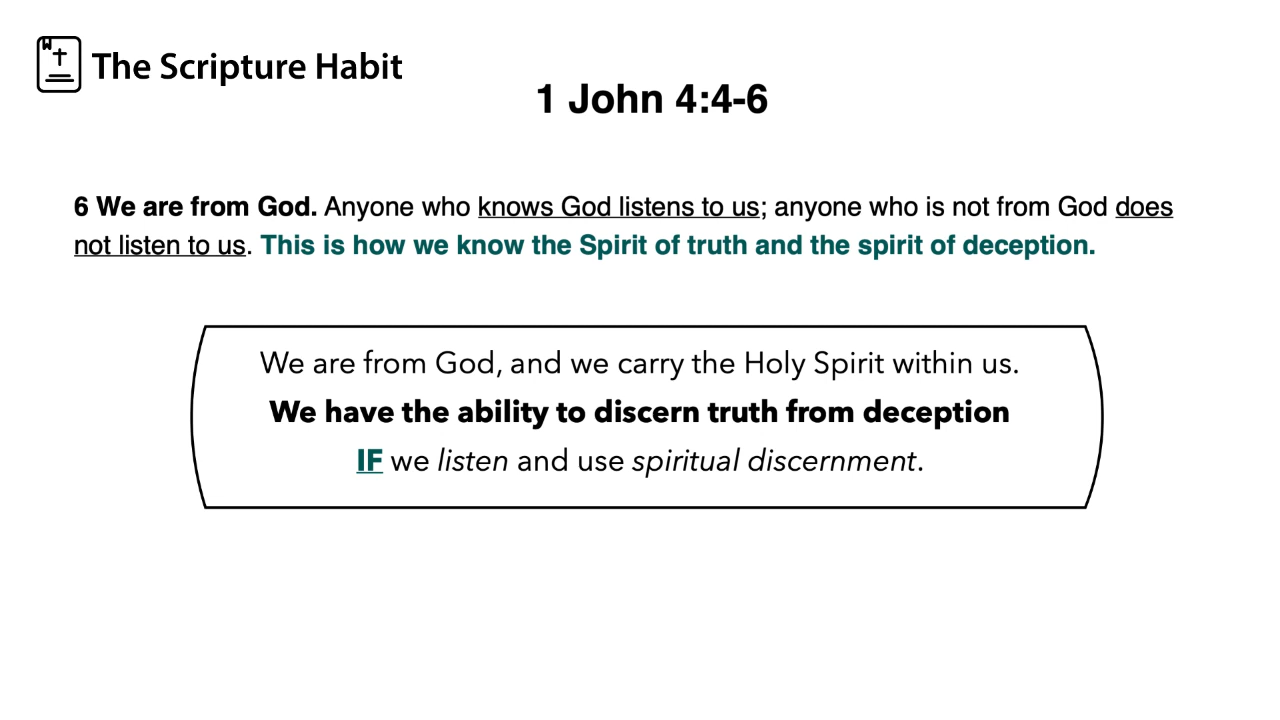 The Scripture Habit
1 John 4:4-6
6 We are from God. Anyone who knows God listens to us; anyone who is not from God does
not listen to us. This is how we know the Spirit of truth and the spirit of deception.
We are from God, and we carry the Holy Spirit within us.
We have the ability to discern truth from deception
IF we listen and use spiritual discernment.